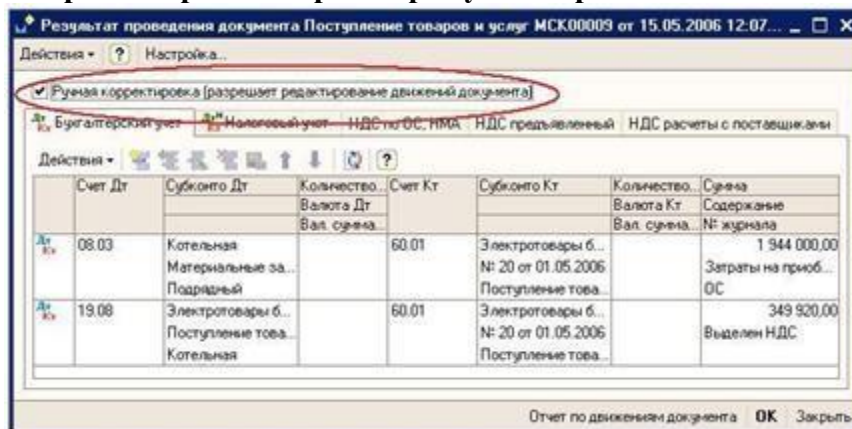 Результат проведения документа Поступление товаров и услуг МСК00009 от 15.05.2006 12:07...
Действия ? Настройка...
Ручная корректировка (разрешает редактирование движений документа)
Бухгалтерский учет Налоговый учет НДС по ОС, НМА НДС предъявленный НДС расчеты с поставщиками
Действия ?
Счет Дт Субконто Дт Количество... Счет Кт Субконто Кт Количество... Сумма
Валюта Дт Валюта Кт Содержание
Вал. сумма... Вал. сумма... № журнала
08.03 Котельная 60.01 Электротовары б... 1 944 000,00
Материальные за... № 20 от 01.05.2006 Затраты на приоб...
Подрядный Поступление това... ОС
19.08 Электротовары б... 60.01 Электротовары б... 349 920,00
Поступление това... № 20 от 01.05.2006 Выделен НДС
Котельная Поступление това...
Отчет по движениям документа OK Закрыть